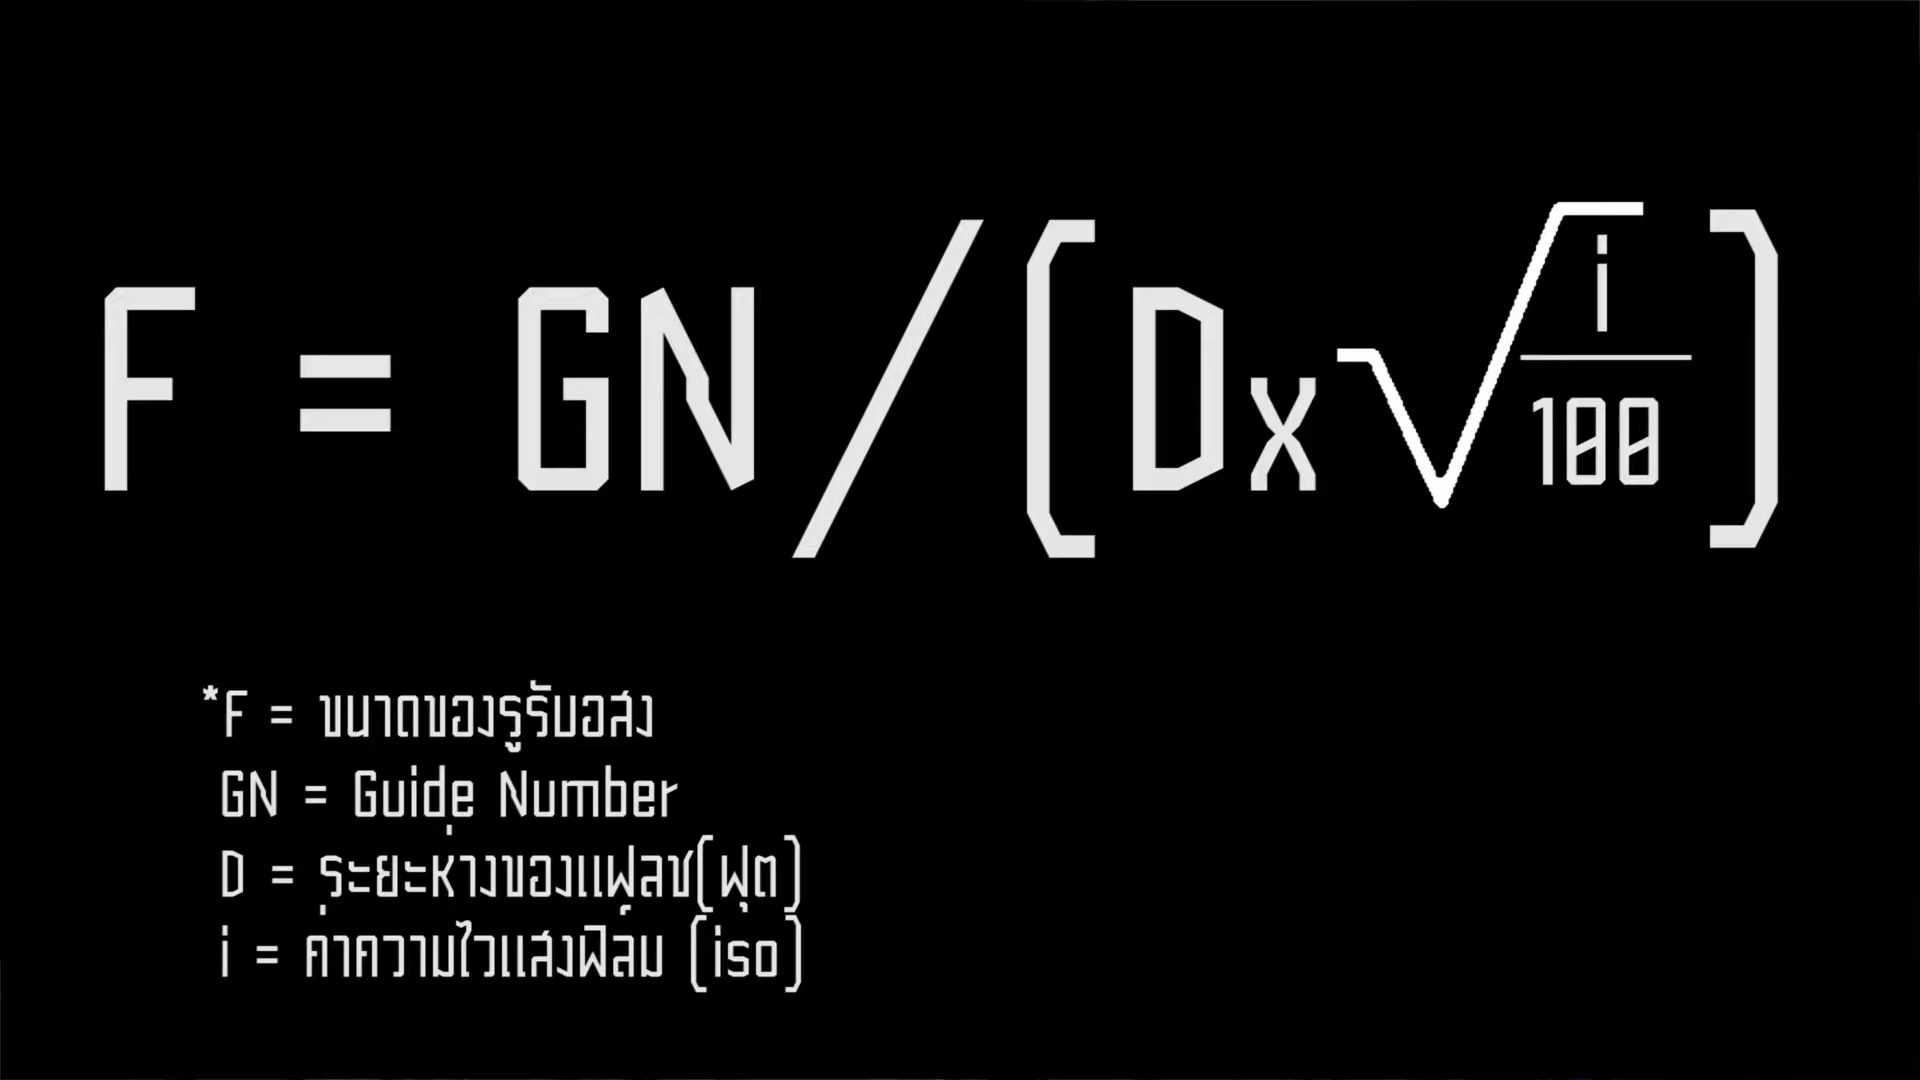 F = GN/(Dx√i/100)
*F = ขนาดของรูรับอสง
GN = Guide Number
D = ระยะห่างของแฟลช(ฟุต)
i = ค่าความไวแสงฟิล์ม (iso)